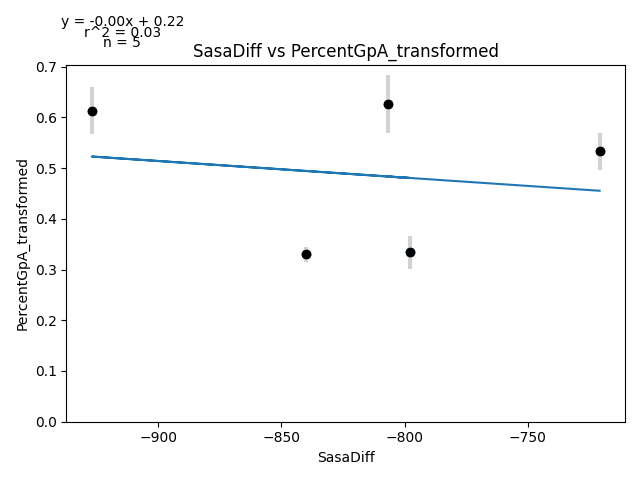 y = -0.00x + 0.22
r^2 = 0.03
n = 5
SasaDiff vs PercentGpA_transformed
0.7
0.6
0.5
0.4
0.3
0.2
0.1
0.0
PercentGpA_transformed
−900
−850
−800
−750
SasaDiff